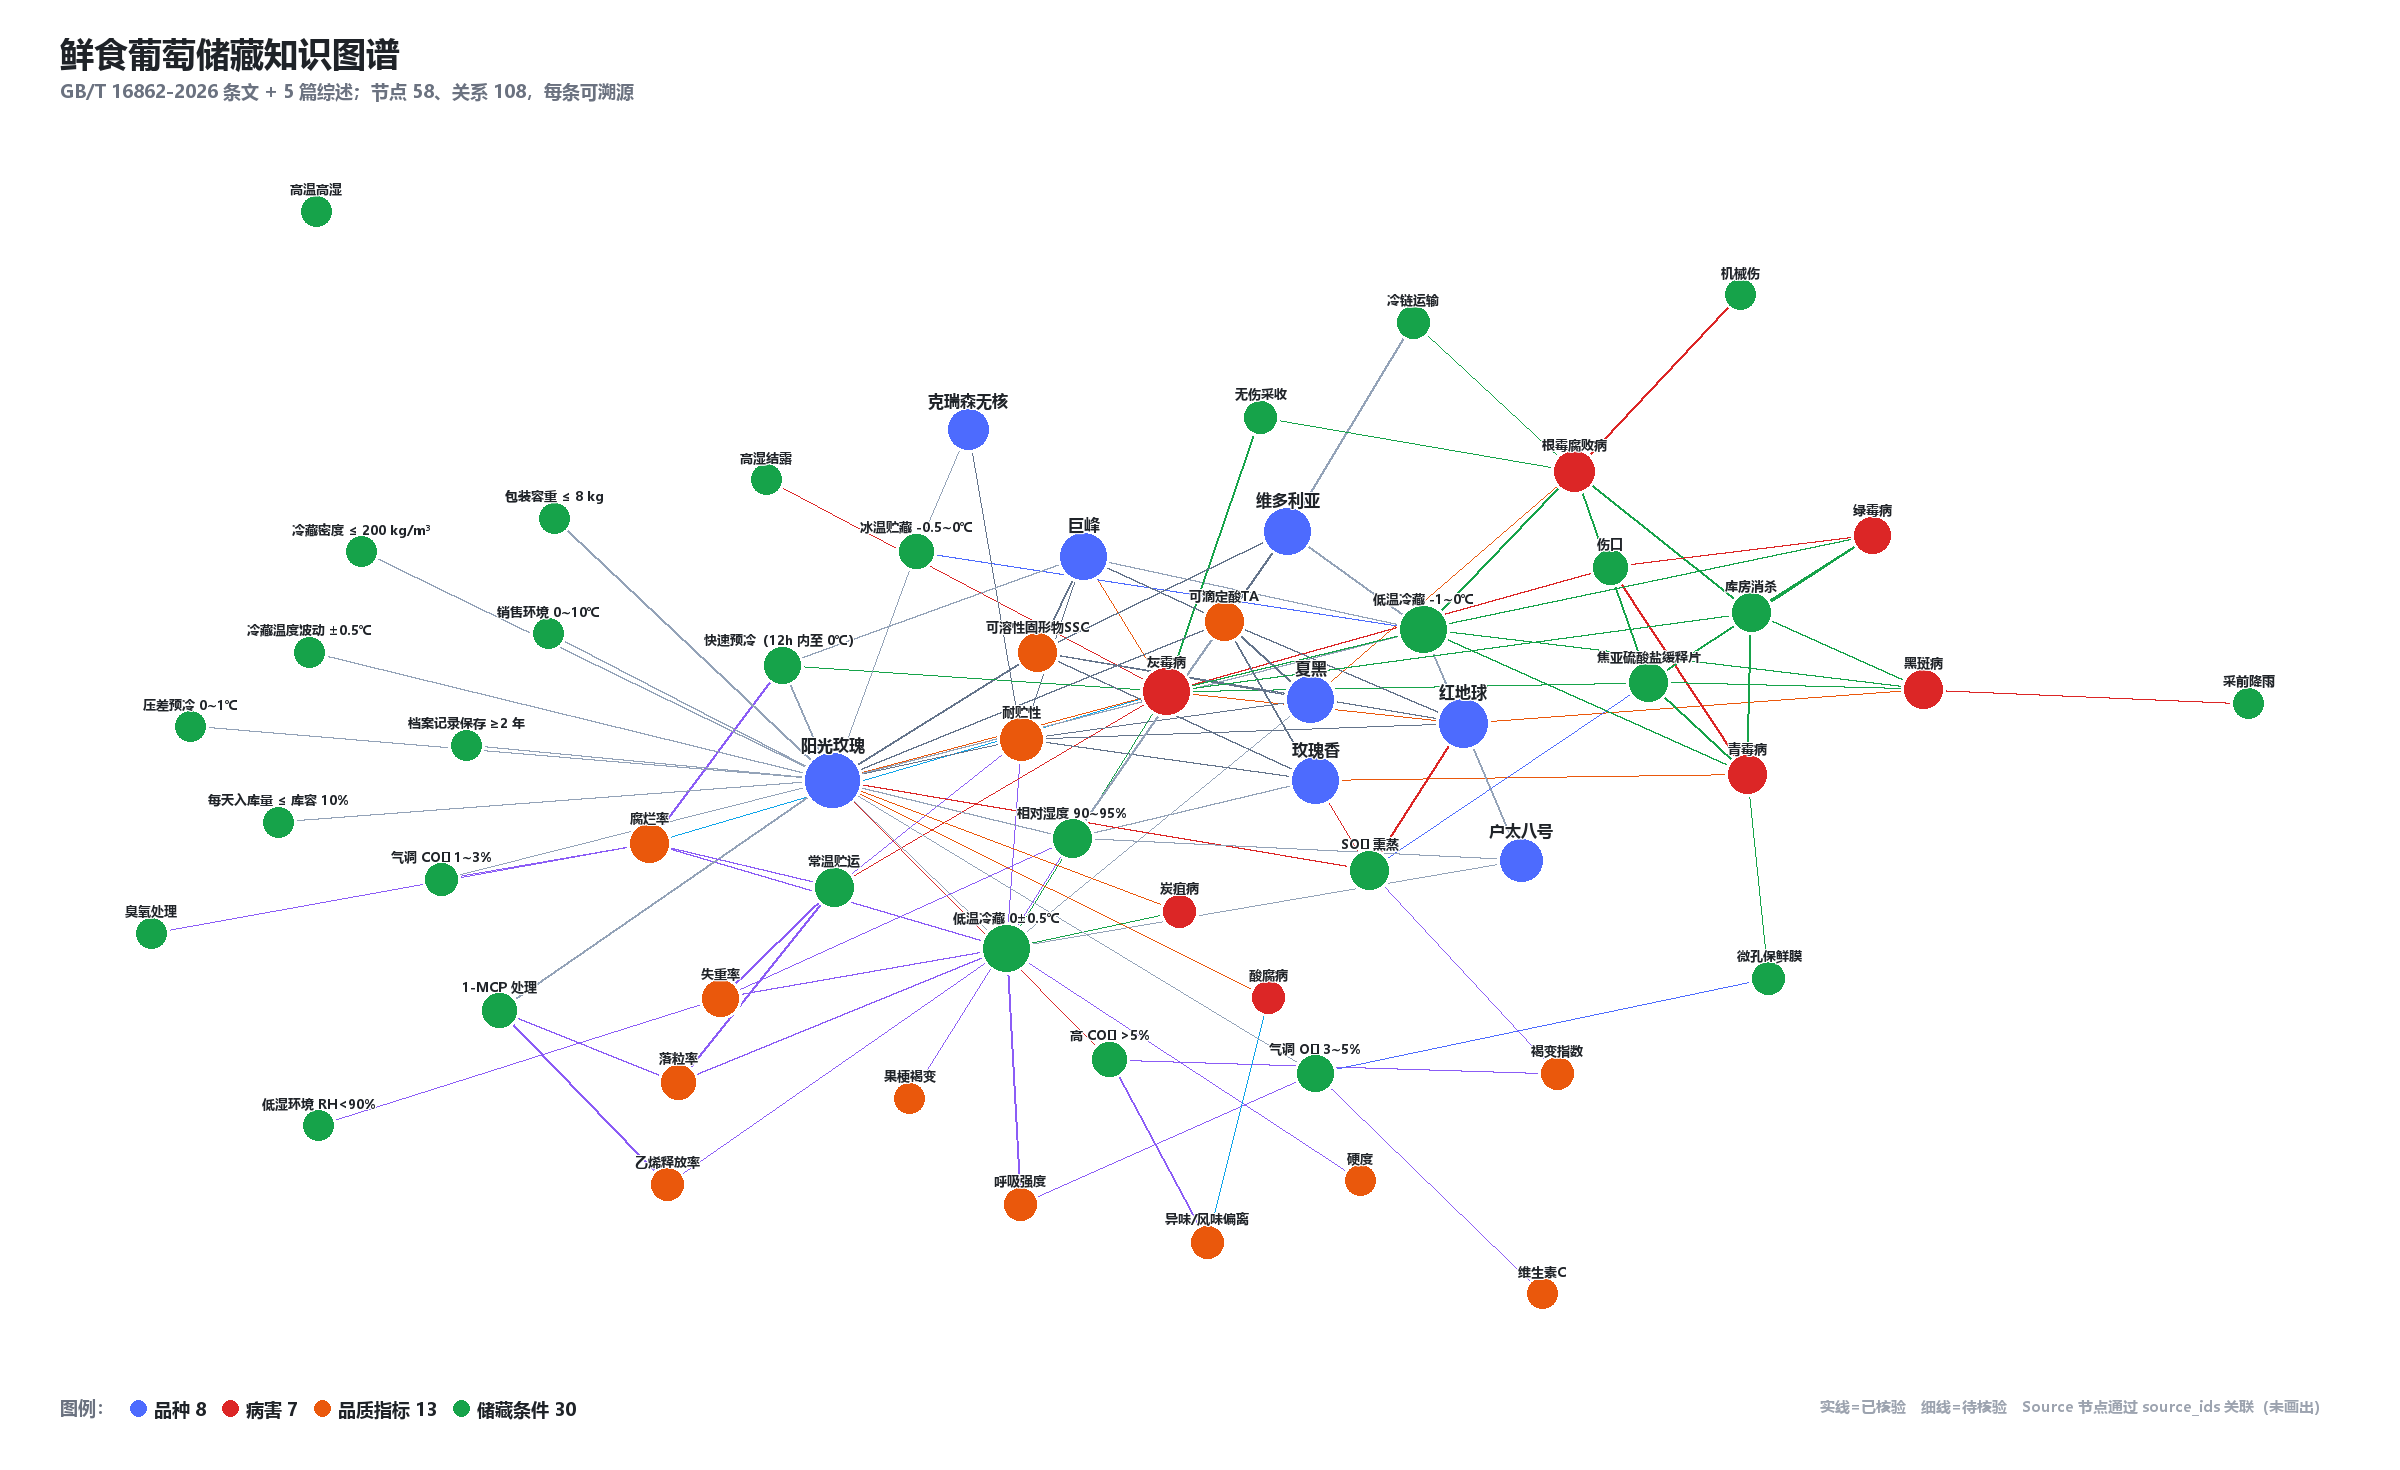 鲜食葡萄储藏知识图谱
GB/T 16862-2026 条文 + 5 篇综述；节点 58、关系 108，每条可溯源
高温高湿
机械伤
冷链运输
无伤采收
克瑞森无核
根霉腐败病
高湿结露
维多利亚
包装容重 ≤ 8 kg
绿霉病
冰温贮藏 -0.5~0℃
巨峰
冷藏密度 ≤ 200 kg/m³
伤口
库房消杀
可滴定酸TA
低温冷藏 -1~0℃
销售环境 0~10℃
可溶性固形物SSC
冷藏温度波动 ±0.5℃
快速预冷（12h 内至 0℃）
焦亚硫酸盐缓释片
灰霉病
黑斑病
夏黑
采前降雨
红地球
压差预冷 0~1℃
耐贮性
档案记录保存 ≥2 年
阳光玫瑰
玫瑰香
青霉病
每天入库量 ≤ 库容 10%
相对湿度 90~95%
腐烂率
户太八号
SO□ 熏蒸
气调 CO□ 1~3%
常温贮运
炭疽病
臭氧处理
低温冷藏 0±0.5℃
微孔保鲜膜
失重率
酸腐病
1-MCP 处理
高 CO□ >5%
气调 O□ 3~5%
褐变指数
落粒率
果梗褐变
低湿环境 RH<90%
乙烯释放率
硬度
呼吸强度
异味/风味偏离
维生素C
图例：
品种 8
病害 7
品质指标 13
储藏条件 30
实线=已核验 细线=待核验 Source 节点通过 source_ids 关联（未画出）